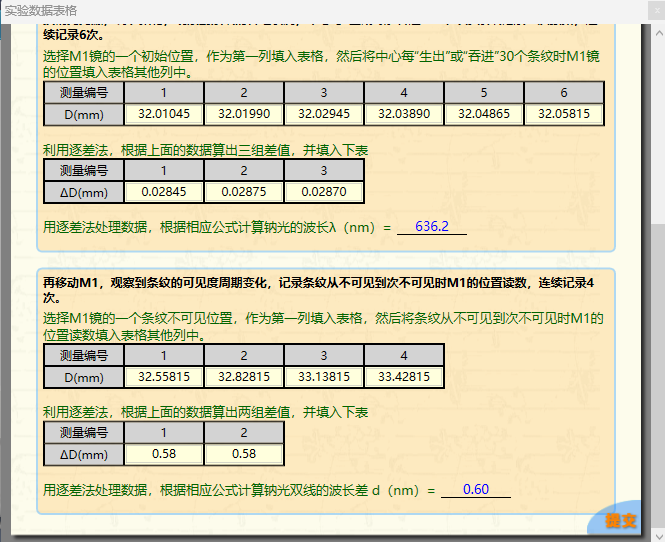 实验数据表格
续记录6次。
选择M1镜的一个初始位置，作为第一列填入表格，然后将中心每“生出”或“吞进”30个条纹时M1镜
的位置填入表格其他列中。
测量编号 1 2 3 4 5 6
D(mm) 32.01045 32.01990 32.02945 32.03890 32.04865 32.05815
利用逐差法，根据上面的数据算出三组差值，并填入下表
测量编号 1 2 3
ΔD(mm) 0.02845 0.02875 0.02870
用逐差法处理数据，根据相应公式计算钠光的波长λ（nm）= 636.2
再移动M1，观察到条纹的可见度周期变化，记录条纹从不可见到次不可见时M1的位置读数，连续记录4
次。
选择M1镜的一个条纹不可见位置，作为第一列填入表格，然后将条纹从不可见到次不可见时M1的
位置读数填入表格其他列中。
测量编号 1 2 3 4
D(mm) 32.55815 32.82815 33.13815 33.42815
利用逐差法，根据上面的数据算出两组差值，并填入下表
测量编号 1 2
ΔD(mm) 0.58 0.58
用逐差法处理数据，根据相应公式计算钠光双线的波长差 d（nm）= 0.60
提交